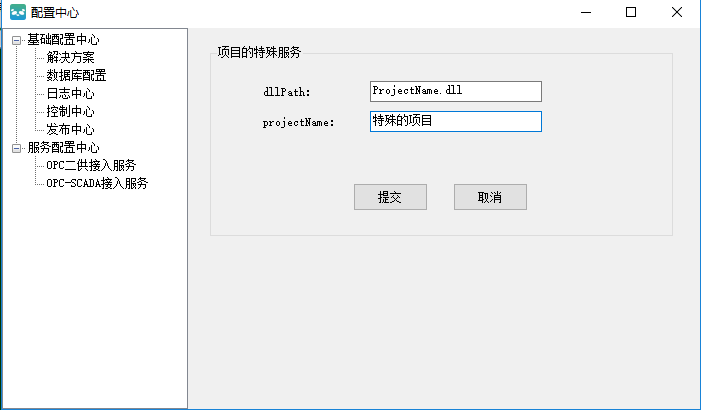 配置中心
基础配置中心
解决方案
数据库配置
日志中心
控制中心
发布中心
服务配置中心
OPC二供接入服务
OPC-SCADA接入服务
项目的特殊服务
dllPath: ProjectName.dll
projectName: 特殊的项目
提交 取消